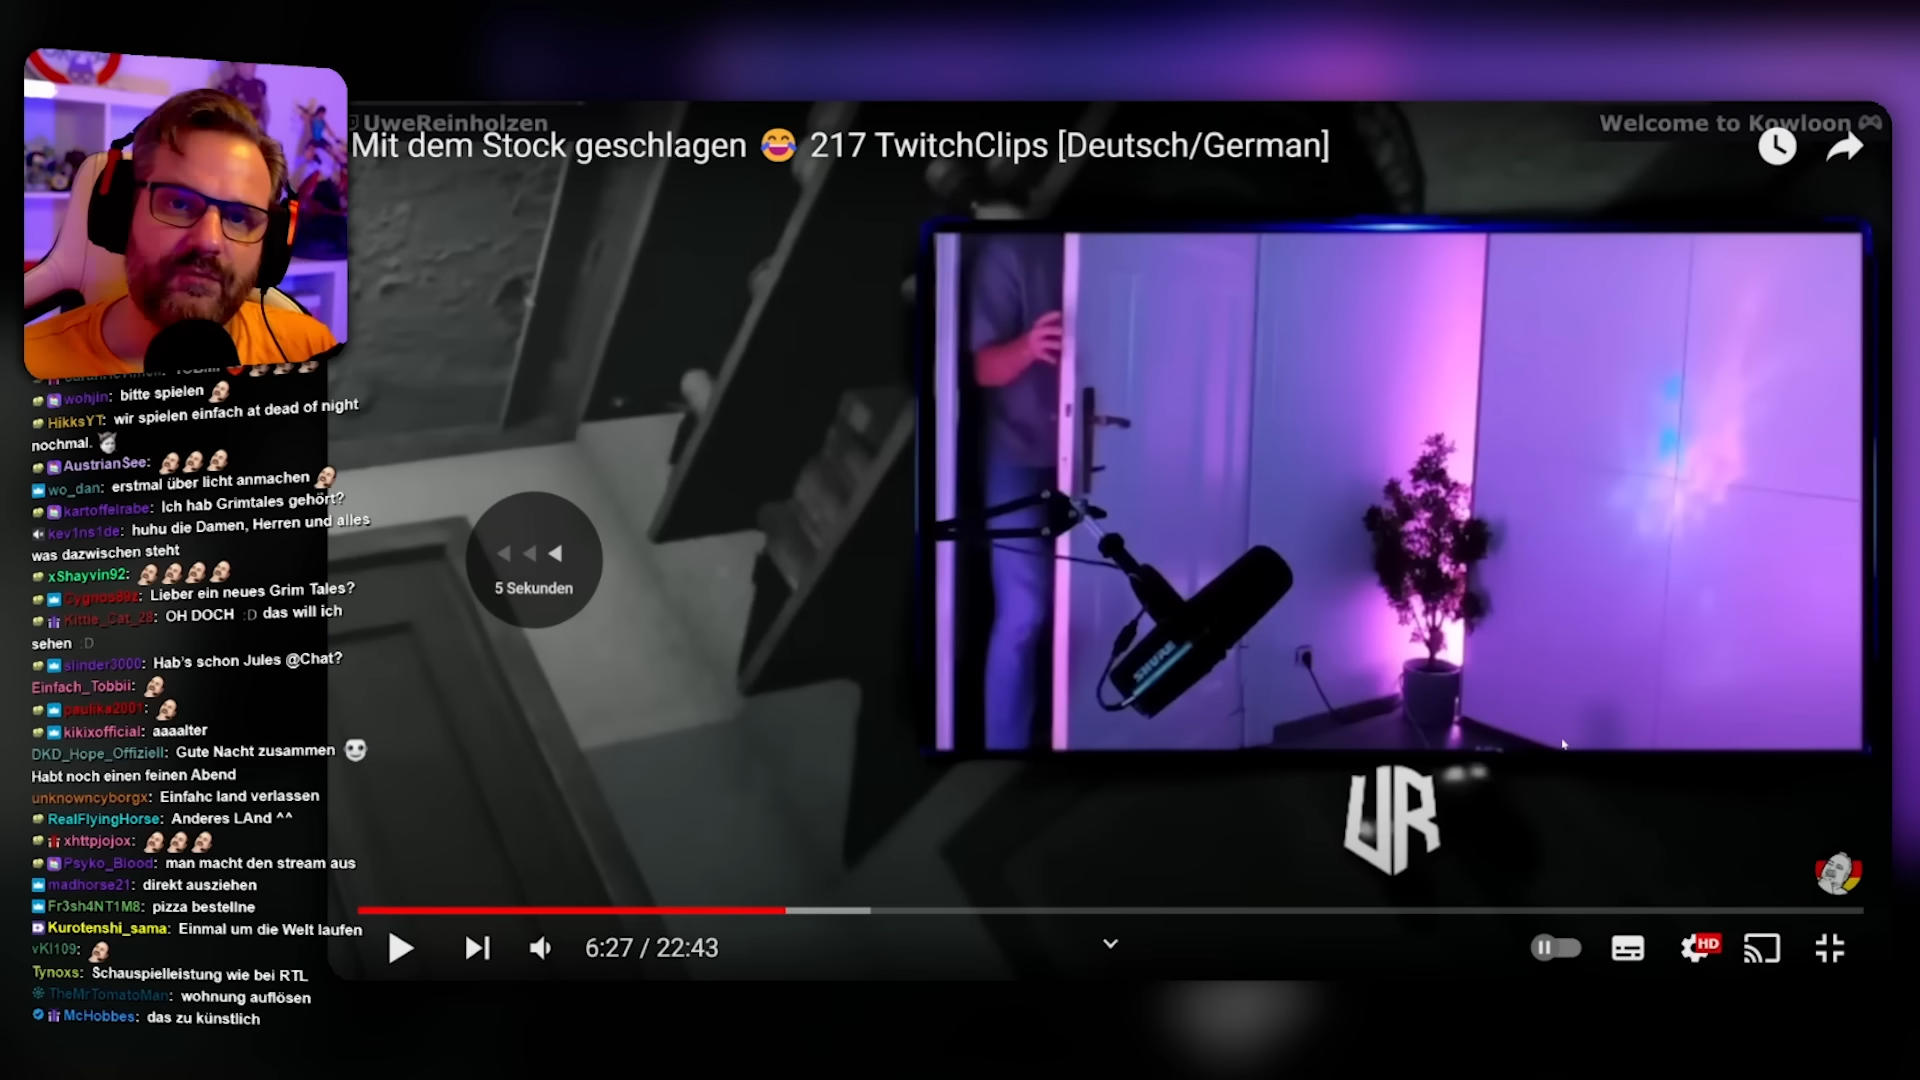 UweReinholzen
Welcome to Kowloon
Mit dem Stock geschlagen 😂 217 TwitchClips [Deutsch/German]
wohjin: bitte spielen
HikksYT: wir spielen einfach at dead of night
nochmal.
AustrianSee:
wo_dan: erstmal über licht anmachen
kartoffelrabe: Ich hab Grimtales gehört?
kev1ns1de: huhu die Damen, Herren und alles
was dazwischen steht
xShayvin92:
Cygnos89z: Lieber ein neues Grim Tales?
Kittie_Cat_28: OH DOCH :D das will ich
sehen :D
slinder3000: Hab's schon Jules @Chat?
Einfach_Tobbii:
paulika2001:
kikixofficial: aaaalter
DKD_Hope_Offiziell: Gute Nacht zusammen
Habt noch einen feinen Abend
unknowncyborgx: Einfahc land verlassen
RealFlyingHorse: Anderes LAnd ^^
xhttpjojox:
Psyko_Blood: man macht den stream aus
madhorse21: direkt ausziehen
Fr3sh4NT1M8: pizza bestellne
Kurotenshi_sama: Einmal um die Welt laufen
vKl109:
Tynoxs: Schauspielleistung wie bei RTL
TheMrTomatoMan: wohnung auflösen
McHobbes: das zu künstlich
5 Sekunden
SHURE
UR
6:27 / 22:43
HD